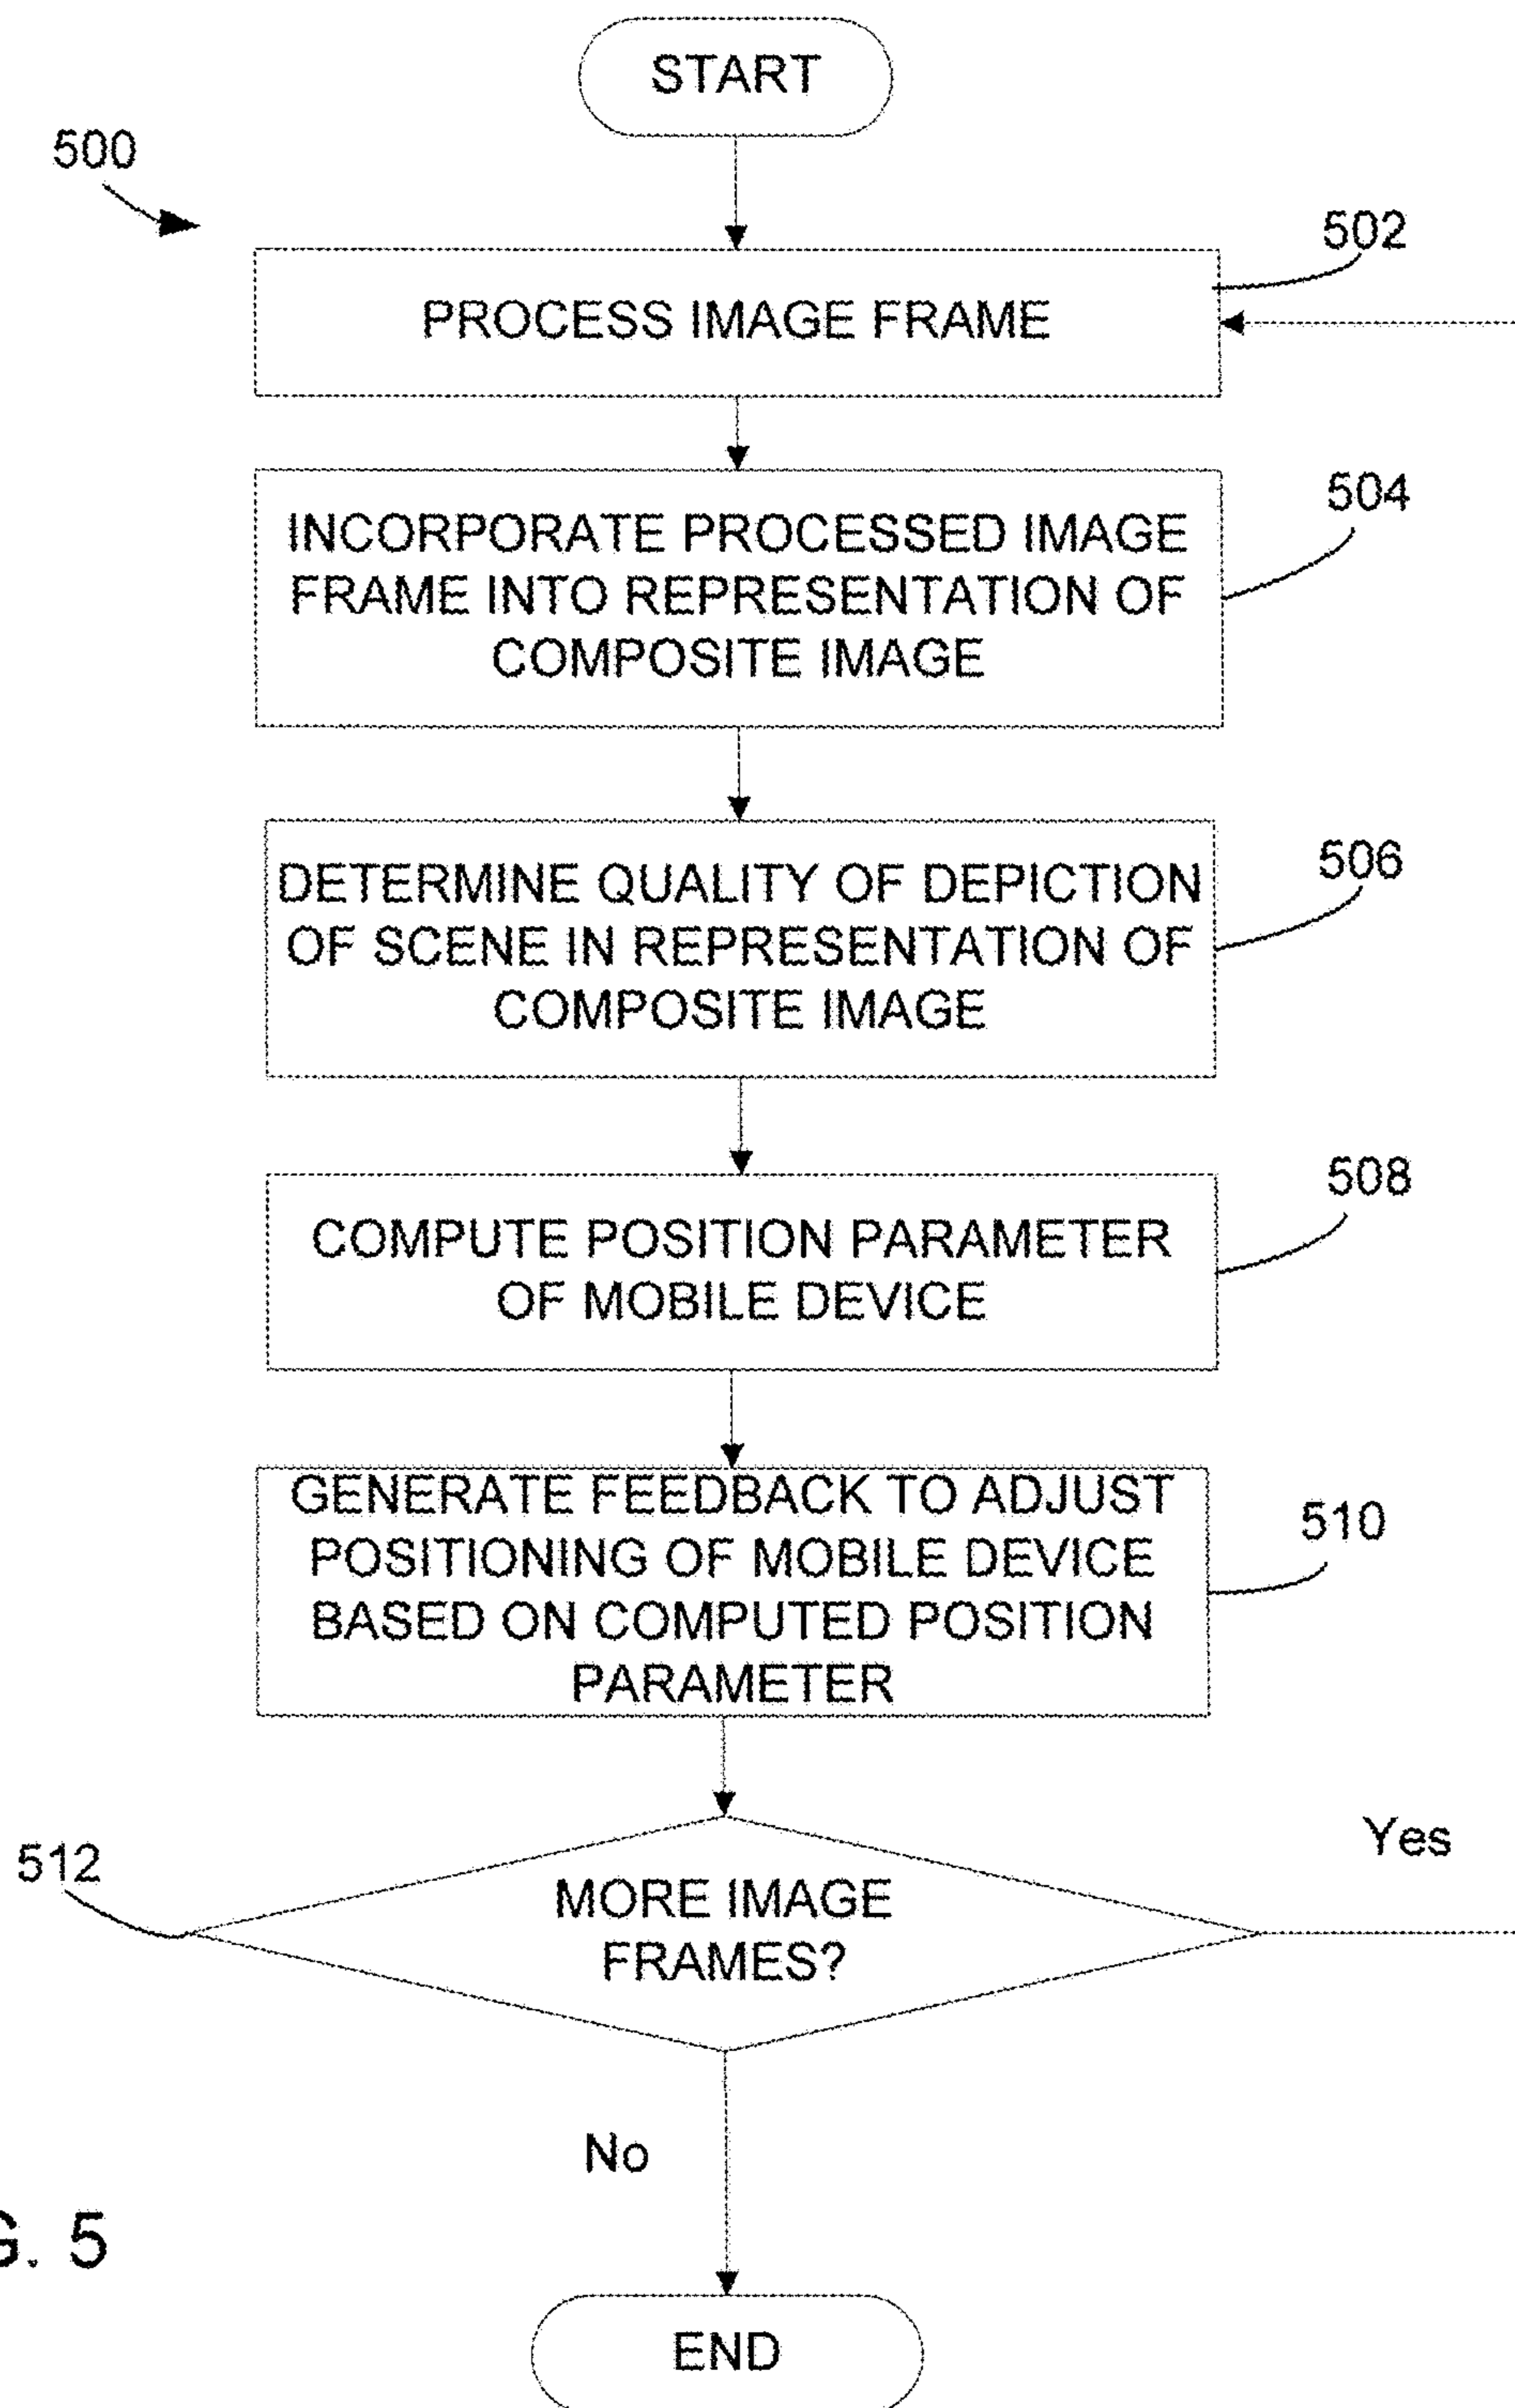 START
500
502
PROCESS IMAGE FRAME
504
INCORPORATE PROCESSED IMAGE
FRAME INTO REPRESENTATION OF
COMPOSITE IMAGE
506
DETERMINE QUALITY OF DEPICTION
OF SCENE IN REPRESENTATION OF
COMPOSITE IMAGE
508
COMPUTE POSITION PARAMETER
OF MOBILE DEVICE
510
GENERATE FEEDBACK TO ADJUST
POSITIONING OF MOBILE DEVICE
BASED ON COMPUTED POSITION
PARAMETER
512
MORE IMAGE
FRAMES?
Yes
No
G. 5
END